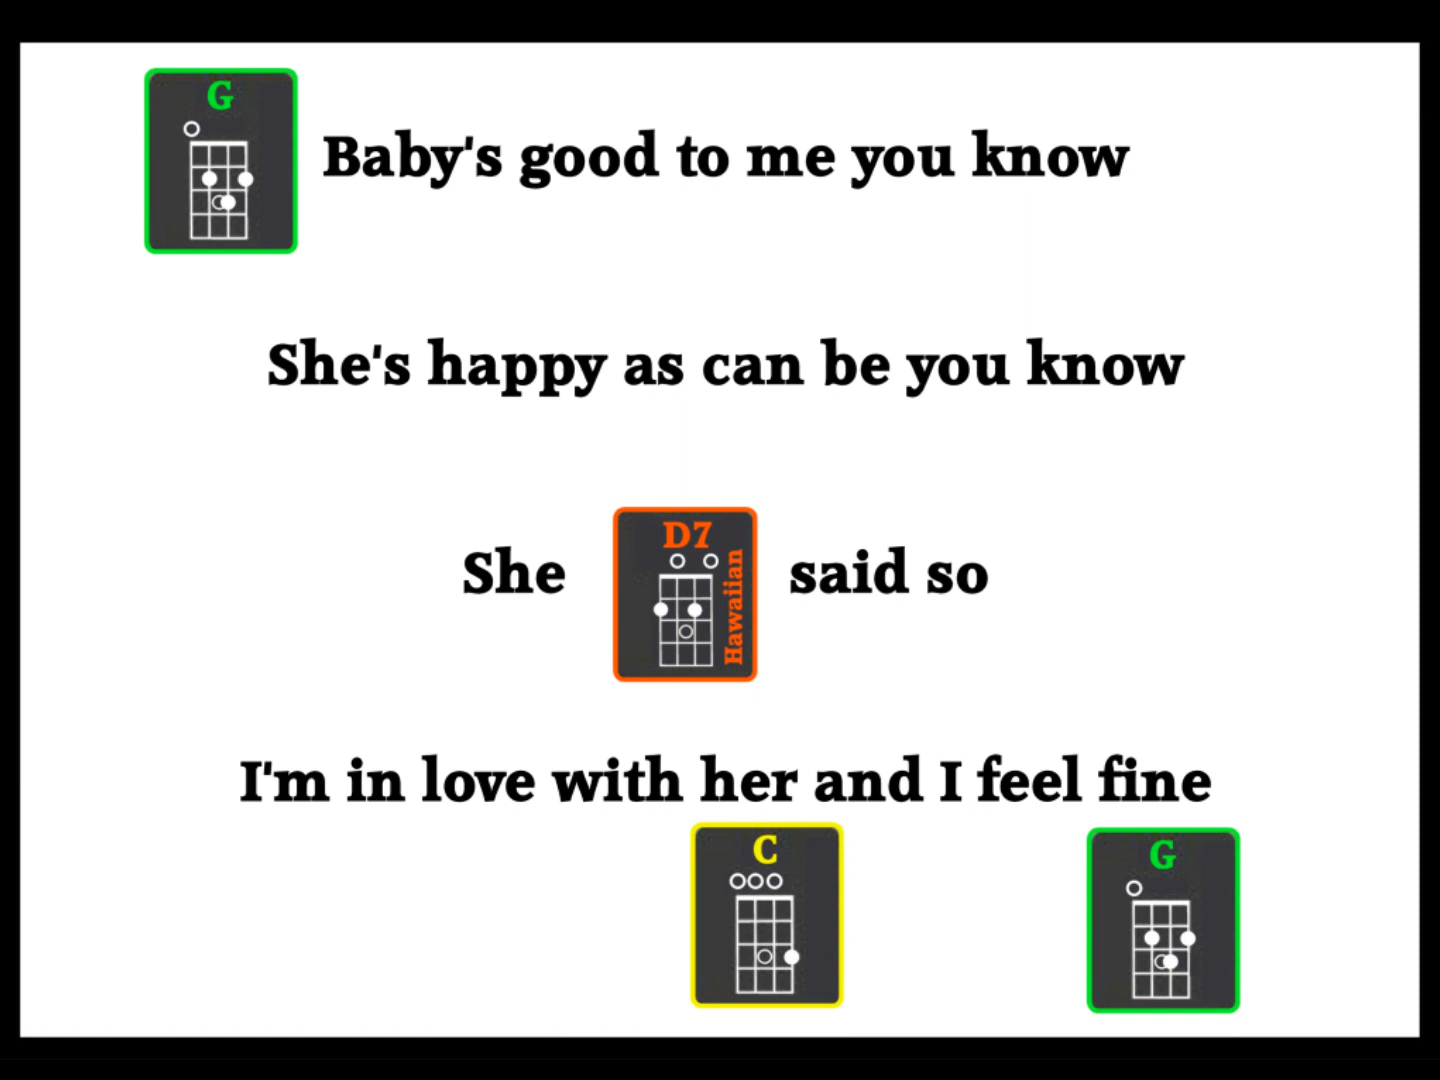 G
Baby's good to me you know
She's happy as can be you know
She D7 Hawaiian said so
I'm in love with her and I feel fine
C G